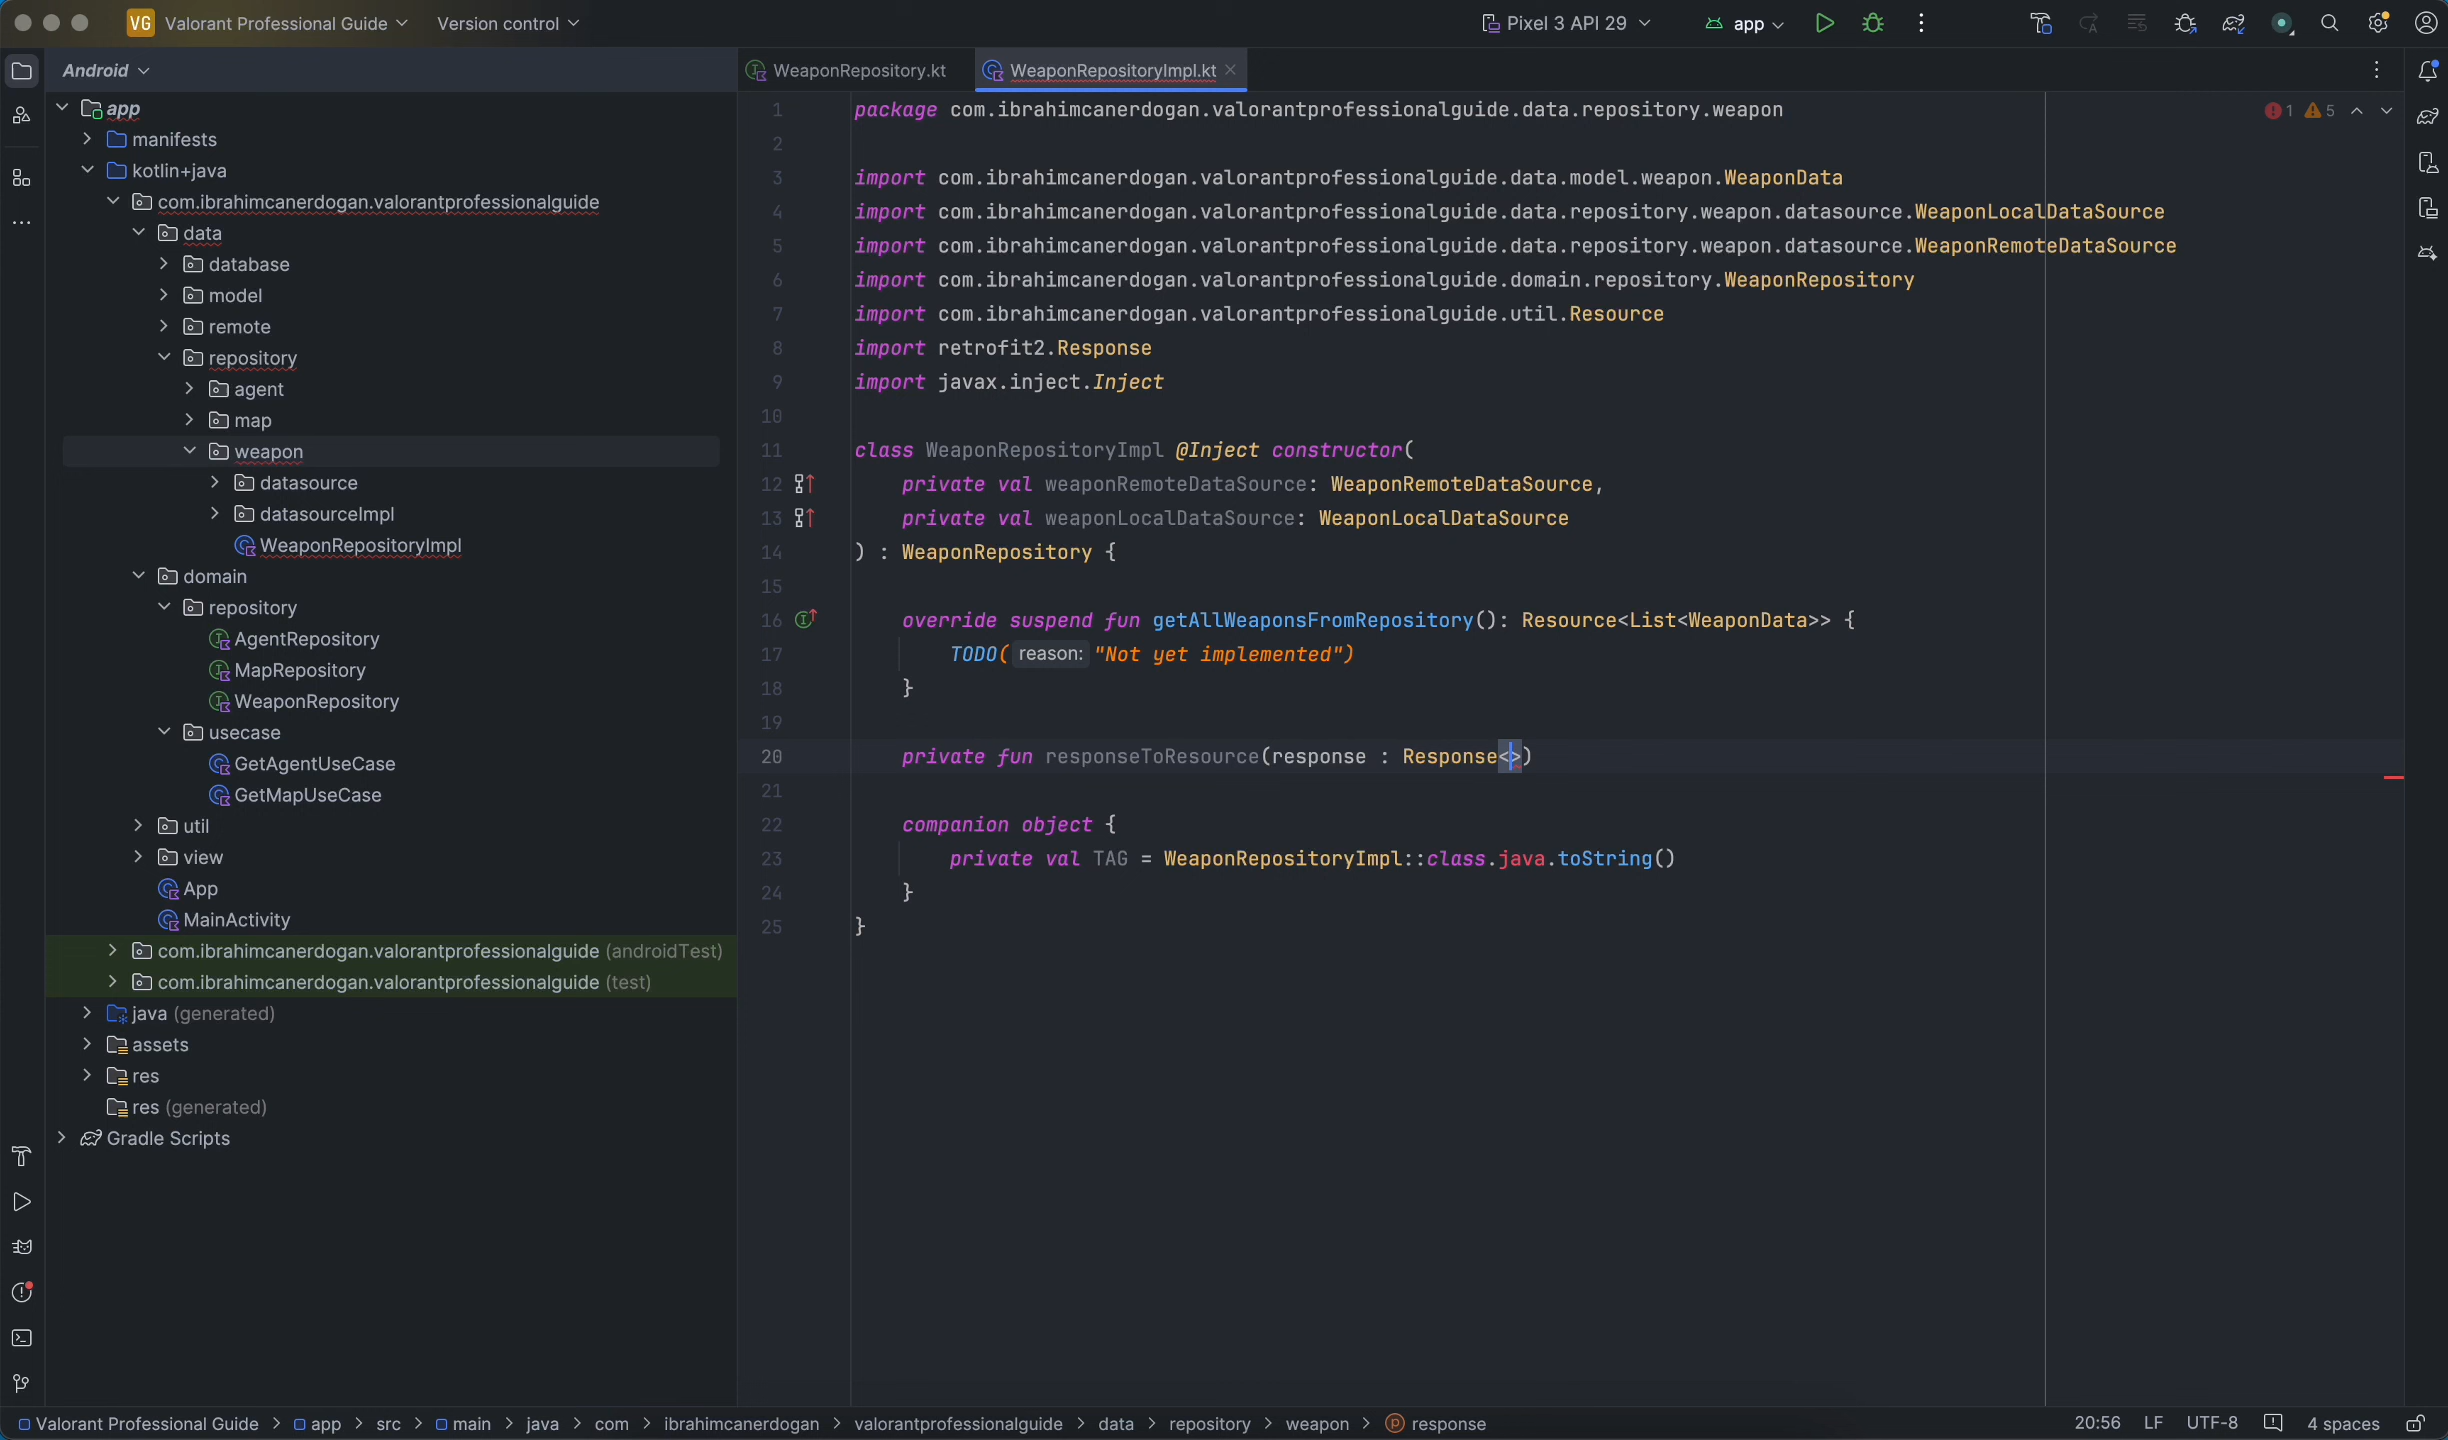 VG Valorant Professional Guide Version control Pixel 3 API 29 app
Android
app
manifests
kotlin+java
com.ibrahimcanerdogan.valorantprofessionalguide
data
database
model
remote
repository
agent
map
weapon
datasource
datasourceImpl
WeaponRepositoryImpl
domain
repository
AgentRepository
MapRepository
WeaponRepository
usecase
GetAgentUseCase
GetMapUseCase
util
view
App
MainActivity
com.ibrahimcanerdogan.valorantprofessionalguide (androidTest)
com.ibrahimcanerdogan.valorantprofessionalguide (test)
java (generated)
assets
res
res (generated)
Gradle Scripts
WeaponRepository.kt WeaponRepositoryImpl.kt
1 5
1 package com.ibrahimcanerdogan.valorantprofessionalguide.data.repository.weapon
2
3 import com.ibrahimcanerdogan.valorantprofessionalguide.data.model.weapon.WeaponData
4 import com.ibrahimcanerdogan.valorantprofessionalguide.data.repository.weapon.datasource.WeaponLocalDataSource
5 import com.ibrahimcanerdogan.valorantprofessionalguide.data.repository.weapon.datasource.WeaponRemoteDataSource
6 import com.ibrahimcanerdogan.valorantprofessionalguide.domain.repository.WeaponRepository
7 import com.ibrahimcanerdogan.valorantprofessionalguide.util.Resource
8 import retrofit2.Response
9 import javax.inject.Inject
10
11 class WeaponRepositoryImpl @Inject constructor(
12 private val weaponRemoteDataSource: WeaponRemoteDataSource,
13 private val weaponLocalDataSource: WeaponLocalDataSource
14 ) : WeaponRepository {
15
16 override suspend fun getAllWeaponsFromRepository(): Resource<List<WeaponData>> {
17 TODO( reason: "Not yet implemented")
18 }
19
20 private fun responseToResource(response : Response<>)
21
22 companion object {
23 private val TAG = WeaponRepositoryImpl::class.java.toString()
24 }
25 }
Valorant Professional Guide > app > src > main > java > com > ibrahimcanerdogan > valorantprofessionalguide > data > repository > weapon > response 20:56 LF UTF-8 4 spaces